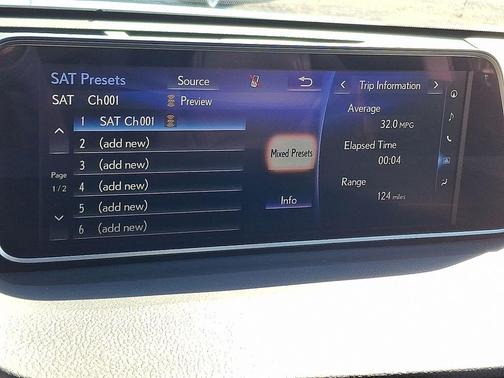 SAT Presets
Source
SAT Ch001
Preview
1 SAT Ch001
2 (add new)
3 (add new)
4 (add new)
5 (add new)
6 (add new)
Page
1/2
Mixed Presets
Info
Trip Information
Average
32.0 MPG
Elapsed Time
00:04
Range
124 miles